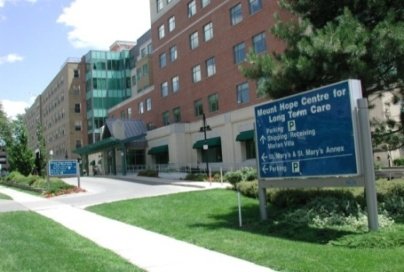 Mount Hope Centre for
Long Term Care
Parking P
Shipping/Receiving
Marian Villa
St. Mary's & St. Mary's Annex
Parking P